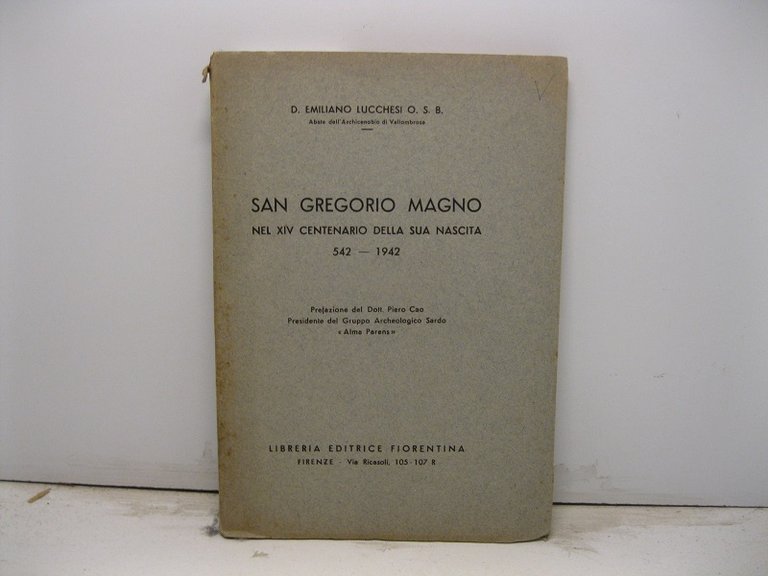 D. EMILIANO LUCCHESI O. S. B.
Abate dell'Archicenobio di Vallombrosa
SAN GREGORIO MAGNO
NEL XIV CENTENARIO DELLA SUA NASCITA
542 — 1942
Prefazione del Dott. Piero Cao
Presidente del Gruppo Archeologico Sardo
« Alma Parens »
LIBRERIA EDITRICE FIORENTINA
FIRENZE - Via Ricasoli, 105-107 R